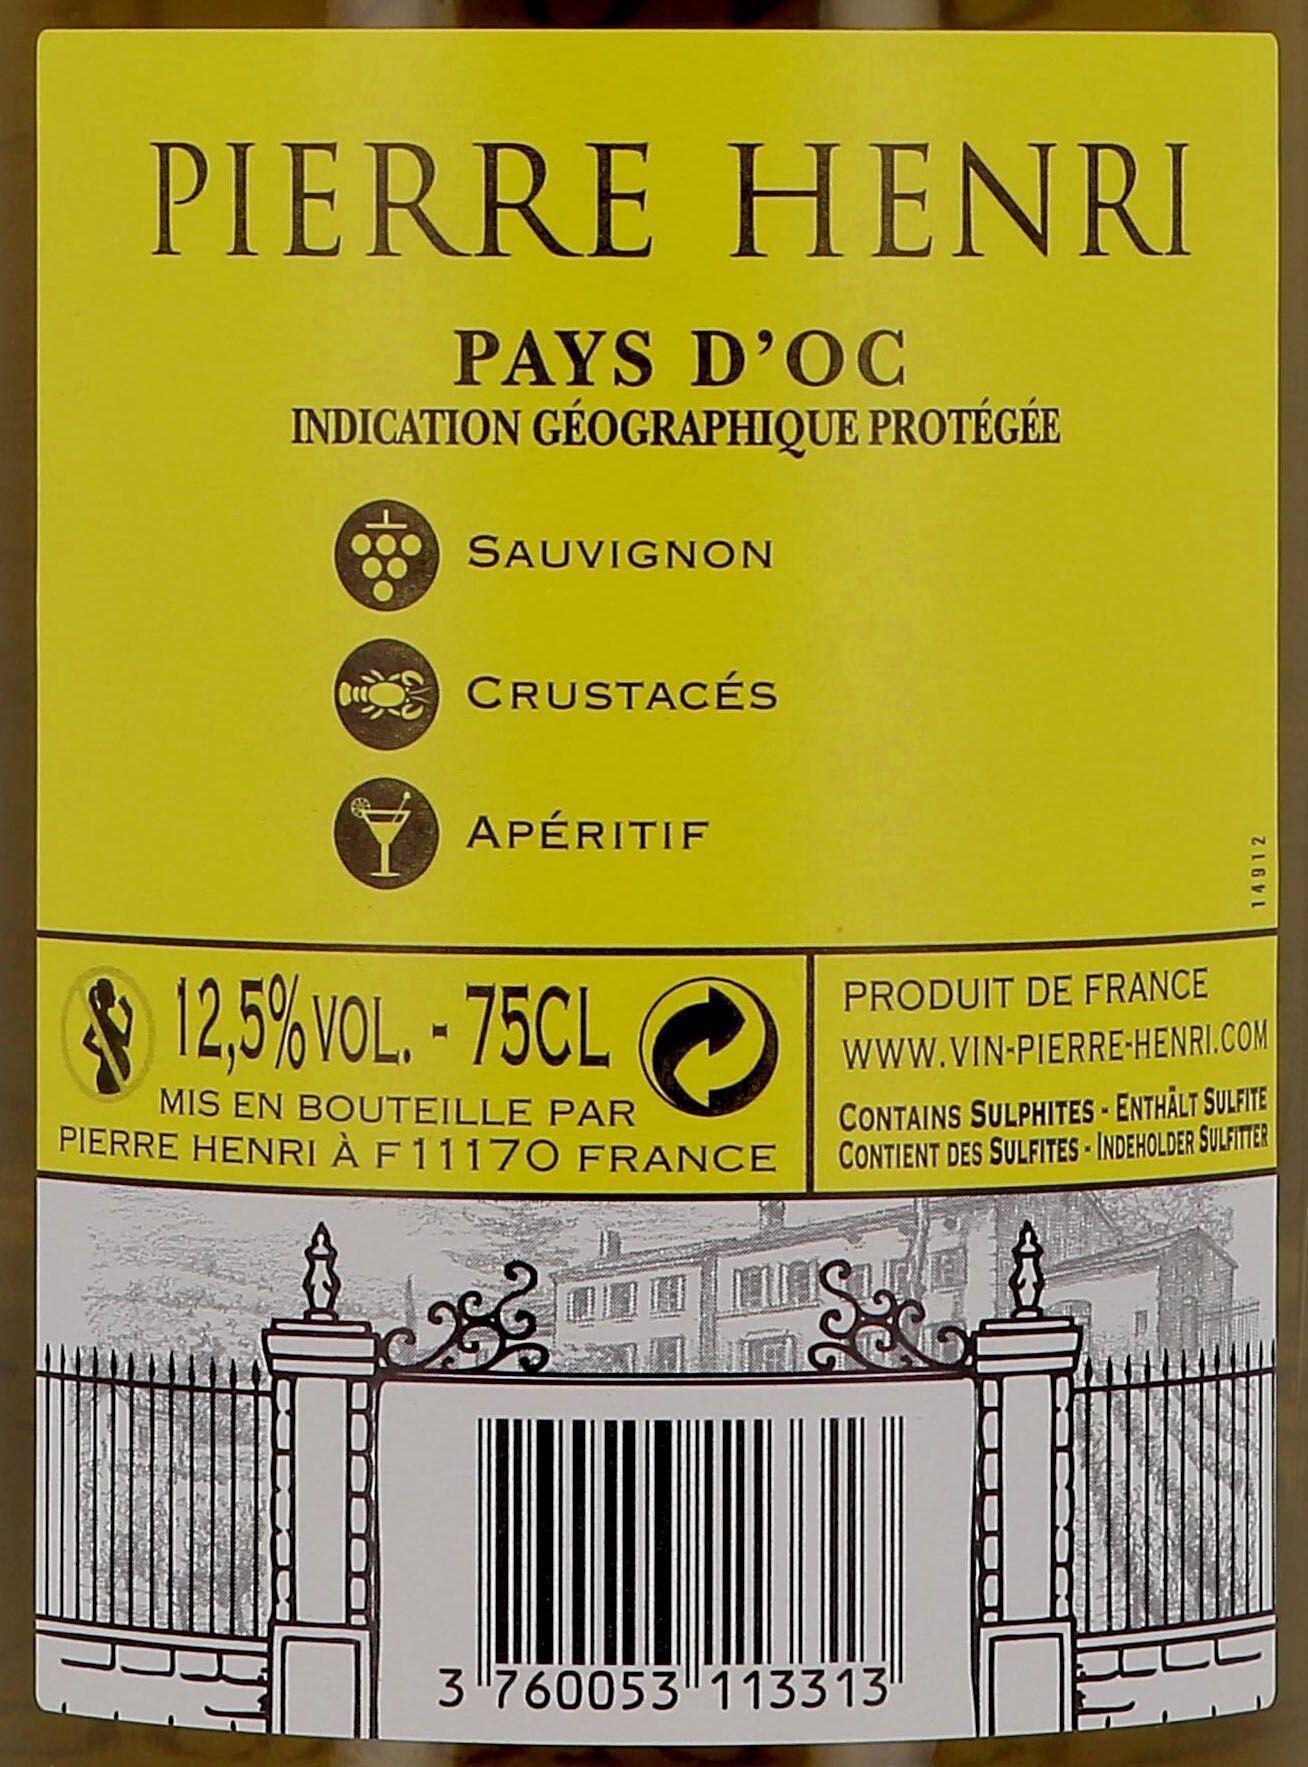 PIERRE HENRI
PAYS D'OC
INDICATION GÉOGRAPHIQUE PROTÉGÉE
SAUVIGNON
CRUSTACÉS
APÉRITIF
14912
12,5% VOL. - 75CL
MIS EN BOUTEILLE PAR
PIERRE HENRI À F 11170 FRANCE
PRODUIT DE FRANCE
WWW.VIN-PIERRE-HENRI.COM
CONTAINS SULPHITES - ENTHÄLT SULFITE
CONTIENT DES SULFITES - INDEHOLDER SULFITTER
3 760053 113313